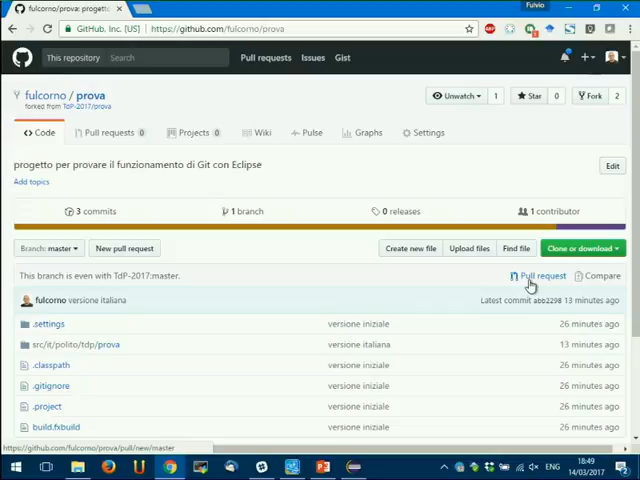 fulcorno/prova: progetto
Fulvio
GitHub, Inc. [US] https://github.com/fulcorno/prova
This repository Search Pull requests Issues Gist
fulcorno / prova
forked from TdP-2017/prova
Unwatch 1 Star 0 Fork 2
Code Pull requests 0 Projects 0 Wiki Pulse Graphs Settings
progetto per provare il funzionamento di Git con Eclipse Edit
Add topics
3 commits 1 branch 0 releases 1 contributor
Branch: master New pull request Create new file Upload files Find file Clone or download
This branch is even with TdP-2017:master. Pull request Compare
fulcorno versione italiana Latest commit abb2298 13 minutes ago
.settings versione iniziale 26 minutes ago
src/it/polito/tdp/prova versione italiana 13 minutes ago
.classpath versione iniziale 26 minutes ago
.gitignore versione iniziale 26 minutes ago
.project versione iniziale 26 minutes ago
build.fxbuild versione iniziale 26 minutes ago
https://github.com/fulcorno/prova/pull/new/master
ENG 18:49
14/03/2017